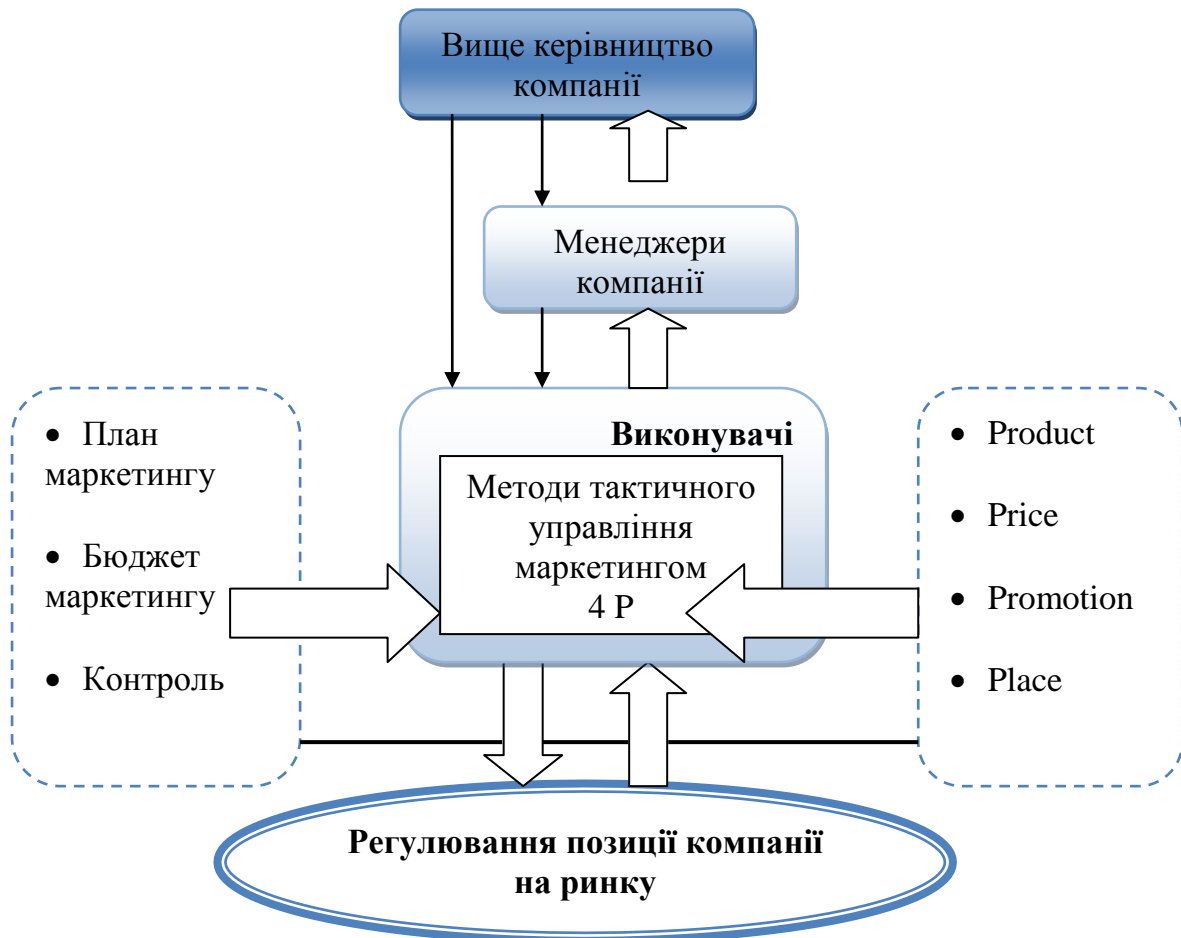 Вище керівництво
компанії
Менеджери
компанії
• План
маркетингу
• Бюджет
маркетингу
• Контроль
Виконувачі
Методи тактичного
управління
маркетингом
4 Р
• Product
• Price
• Promotion
• Place
Регулювання позиції компанії
на ринку